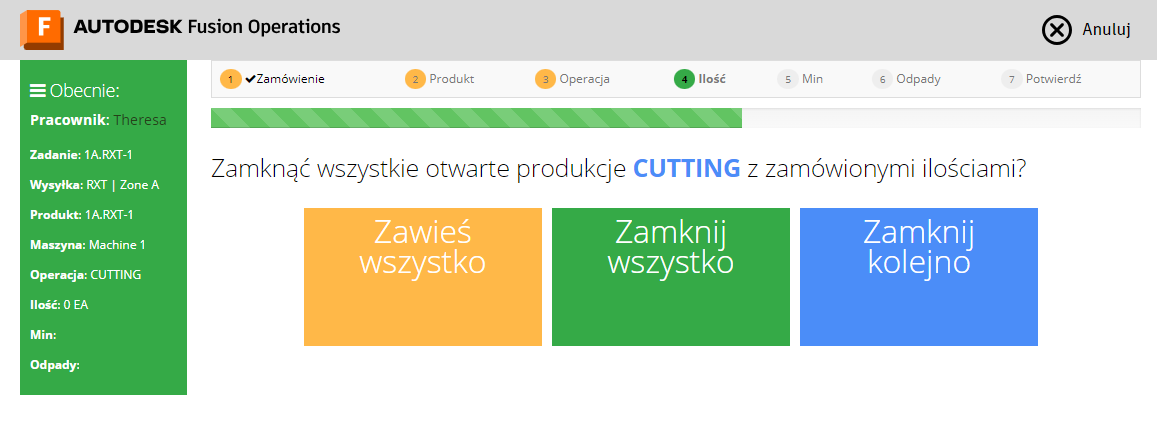 F AUTODESK Fusion Operations
Anuluj
Obecnie:
Pracownik: Theresa
Zadanie: 1A.RXT-1
Wysyłka: RXT | Zone A
Produkt: 1A.RXT-1
Maszyna: Machine 1
Operacja: CUTTING
Ilość: 0 EA
Min:
Odpady:
1 Zamówienie 2 Produkt 3 Operacja 4 Ilość 5 Min 6 Odpady 7 Potwierdź
Zamknąć wszystkie otwarte produkcje CUTTING z zamówionymi ilościami?
Zawieś
wszystko
Zamknij
wszystko
Zamknij
kolejno